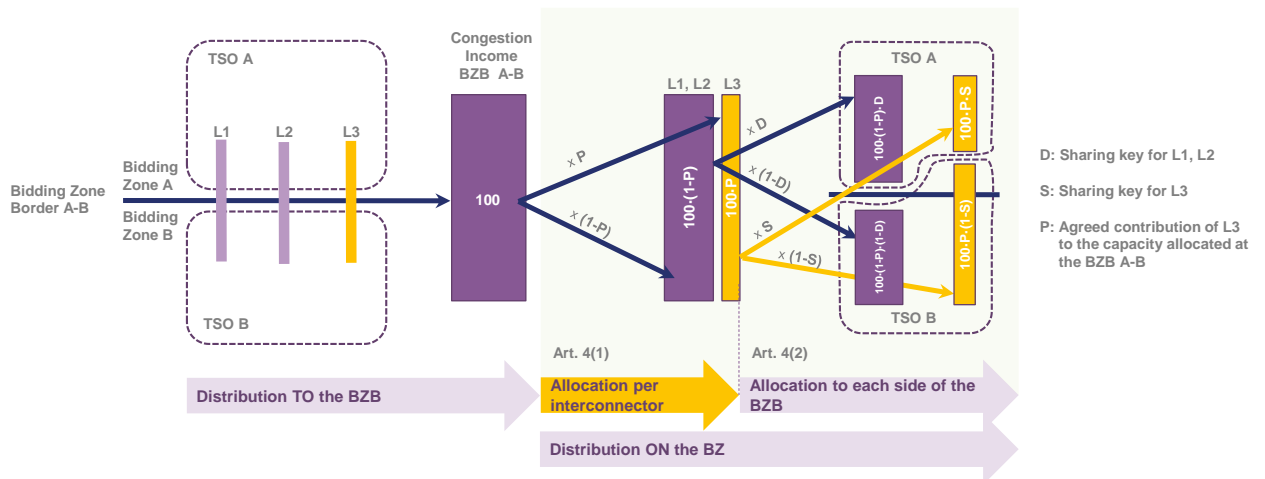 TSO A
L1
L2
L3
Bidding Zone
Border A-B
Bidding
Zone A
Bidding
Zone B
TSO B
Congestion
Income
BZB A-B
100
x P
x (1-P)
L1, L2
L3
100·(1-P)
100·P
x D
x (1-D)
x S
x (1-S)
TSO A
100·(1-P)·D
100·P·S
100·(1-P)·(1-D)
100·P·(1-S)
TSO B
D: Sharing key for L1, L2
S: Sharing key for L3
P: Agreed contribution of L3
to the capacity allocated at
the BZB A-B
Art. 4(1)
Art. 4(2)
Distribution TO the BZB
Allocation per
interconnector
Allocation to each side of the
BZB
Distribution ON the BZ